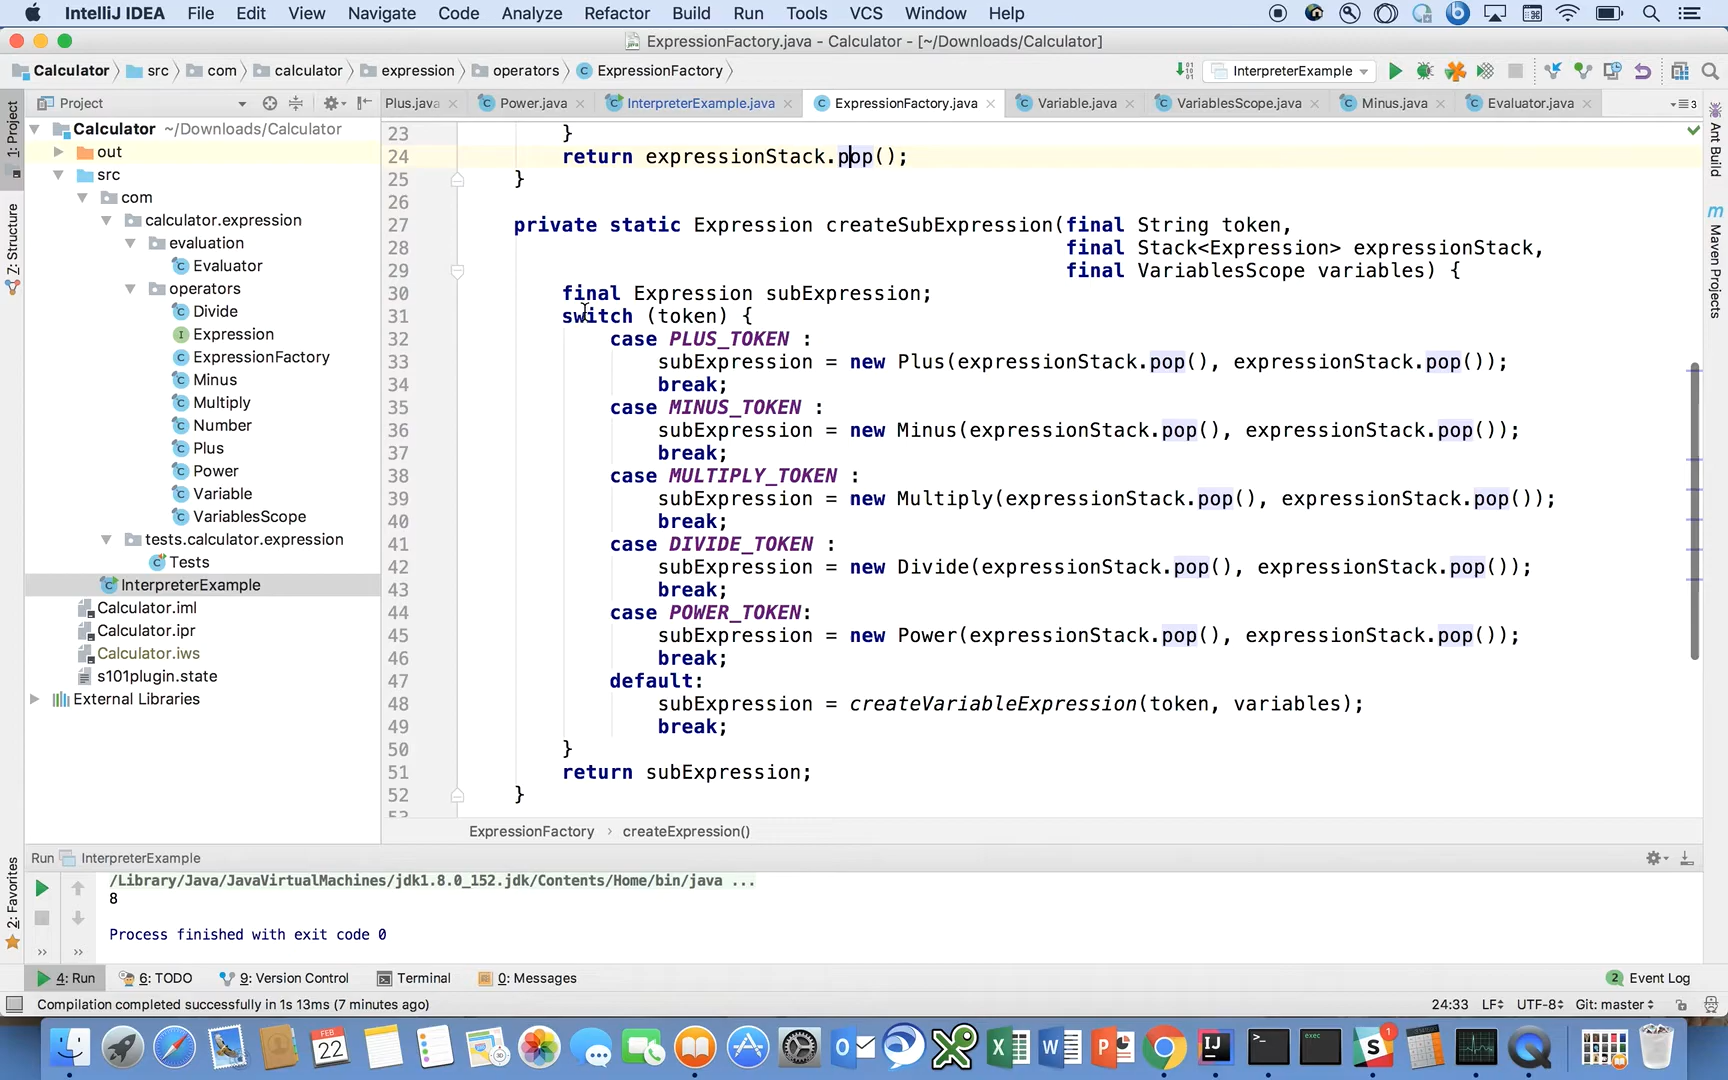 IntelliJ IDEA File Edit View Navigate Code Analyze Refactor Build Run Tools VCS Window Help
ExpressionFactory.java - Calculator - [~/Downloads/Calculator]
Calculator src com calculator expression operators ExpressionFactory InterpreterExample
Project Plus.java Power.java InterpreterExample.java ExpressionFactory.java Variable.java VariablesScope.java Minus.java Evaluator.java 3
1: Project
7: Structure
2: Favorites
Calculator ~/Downloads/Calculator
out
src
com
calculator.expression
evaluation
Evaluator
operators
Divide
Expression
ExpressionFactory
Minus
Multiply
Number
Plus
Power
Variable
VariablesScope
tests.calculator.expression
Tests
InterpreterExample
Calculator.iml
Calculator.ipr
Calculator.iws
s101plugin.state
External Libraries
23 }
24 return expressionStack.pop();
25 }
26
27 private static Expression createSubExpression(final String token,
28 final Stack<Expression> expressionStack,
29 final VariablesScope variables) {
30 final Expression subExpression;
31 switch (token) {
32 case PLUS_TOKEN :
33 subExpression = new Plus(expressionStack.pop(), expressionStack.pop());
34 break;
35 case MINUS_TOKEN :
36 subExpression = new Minus(expressionStack.pop(), expressionStack.pop());
37 break;
38 case MULTIPLY_TOKEN :
39 subExpression = new Multiply(expressionStack.pop(), expressionStack.pop());
40 break;
41 case DIVIDE_TOKEN :
42 subExpression = new Divide(expressionStack.pop(), expressionStack.pop());
43 break;
44 case POWER_TOKEN:
45 subExpression = new Power(expressionStack.pop(), expressionStack.pop());
46 break;
47 default:
48 subExpression = createVariableExpression(token, variables);
49 break;
50 }
51 return subExpression;
52 }
53
ExpressionFactory › createExpression()
Ant Build
Maven Projects
Run InterpreterExample
/Library/Java/JavaVirtualMachines/jdk1.8.0_152.jdk/Contents/Home/bin/java ...
8
Process finished with exit code 0
4: Run 6: TODO 9: Version Control Terminal 0: Messages 2 Event Log
Compilation completed successfully in 1s 13ms (7 minutes ago) 24:33 LF UTF-8 Git: master
FEB
22
1